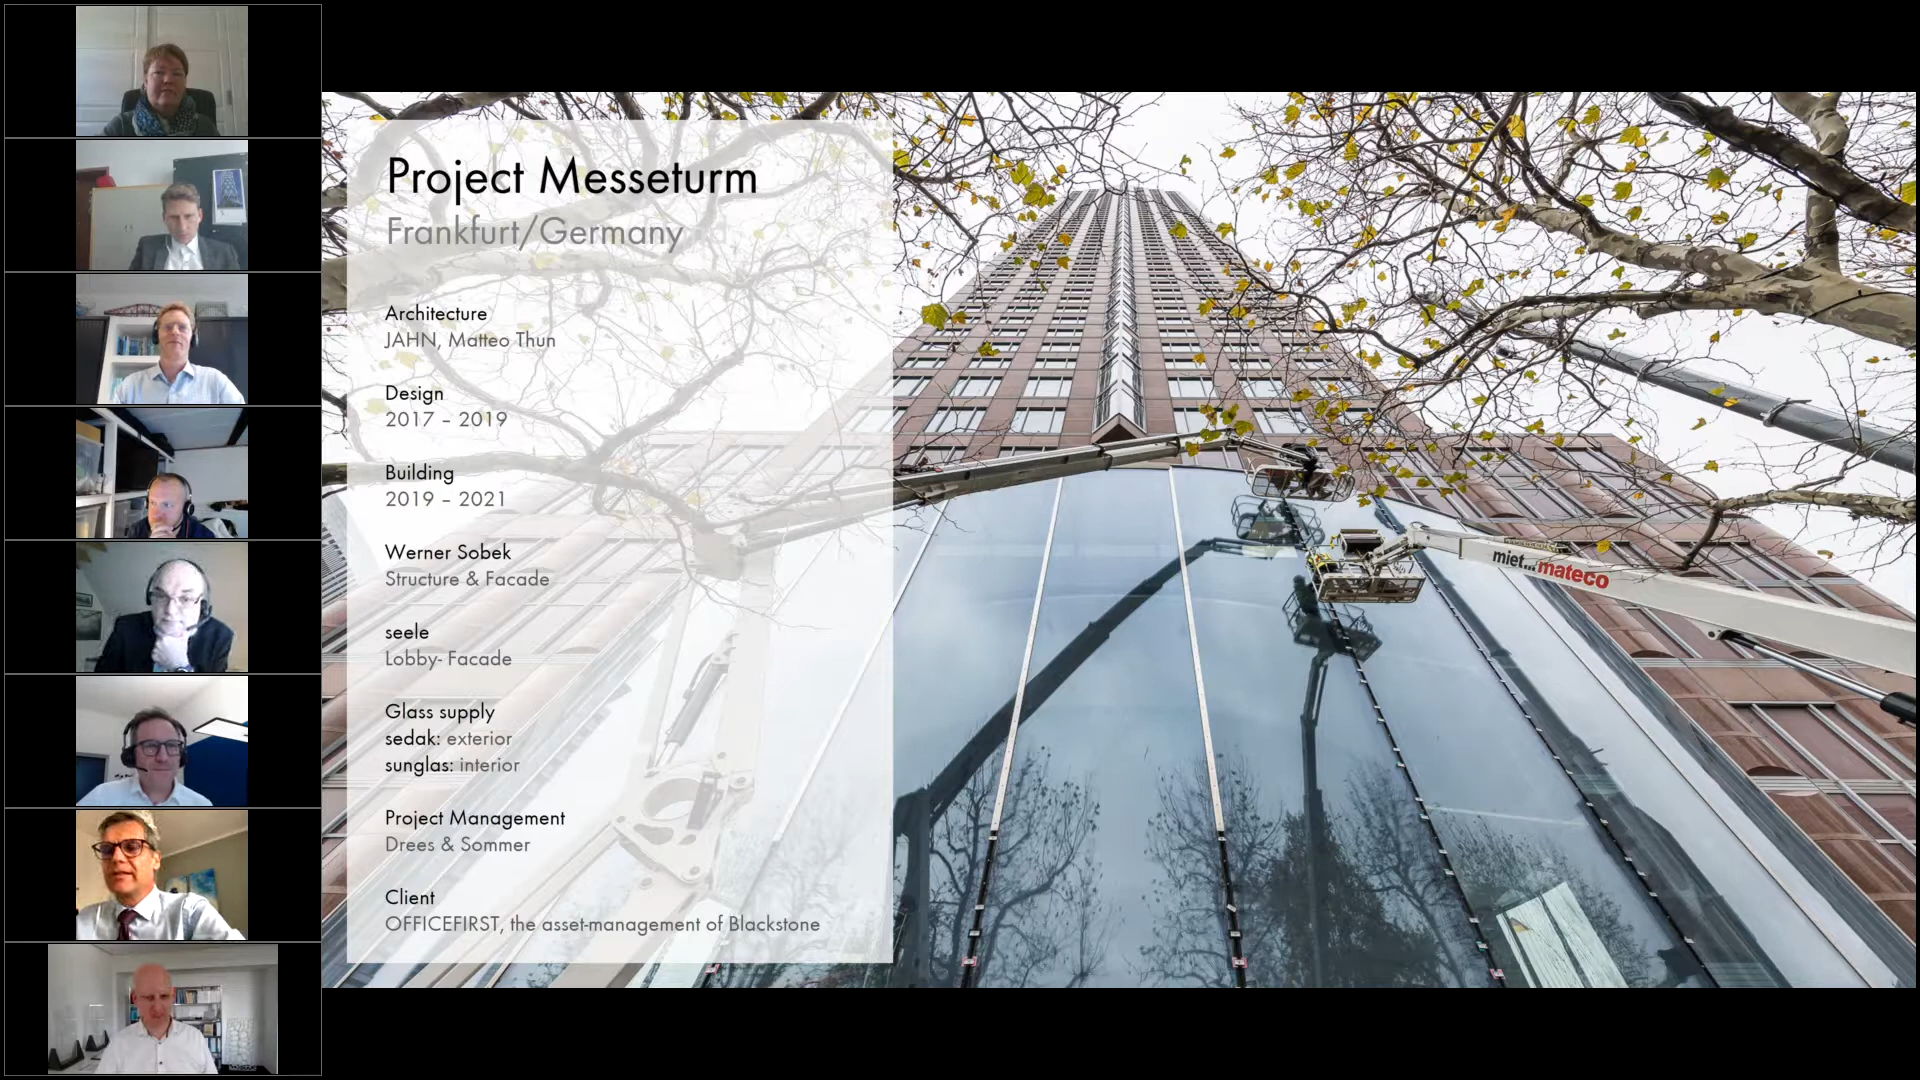 Project Messeturm
Frankfurt/Germany
Architecture
JAHN, Matteo Thun
Design
2017 – 2019
Building
2019 – 2021
Werner Sobek
Structure & Facade
seele
Lobby- Facade
Glass supply
sedak: exterior
sunglas: interior
Project Management
Drees & Sommer
Client
OFFICEFIRST, the asset-management of Blackstone
miet... mateco